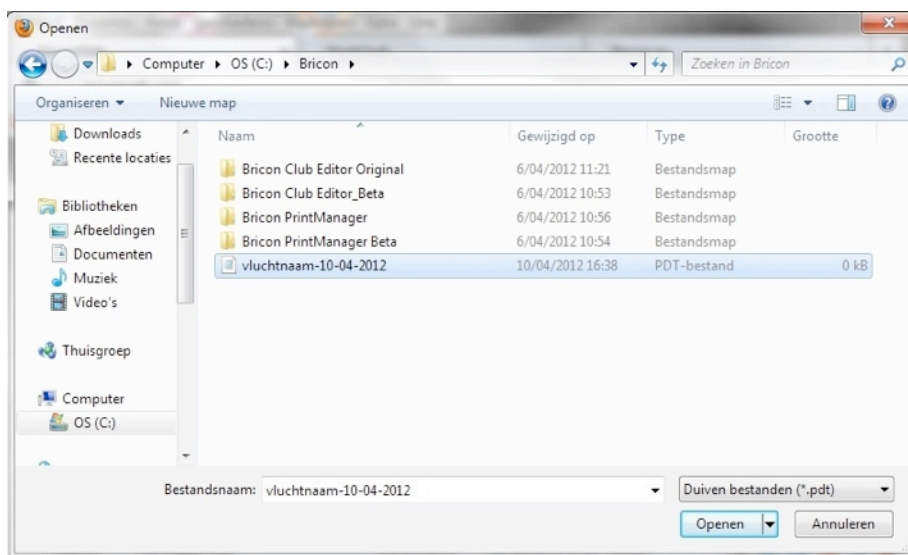 Openen
Computer OS (C:) Bricon
Zoeken in Bricon
Organiseren Nieuwe map
Downloads
Recente locaties
Bibliotheken
Afbeeldingen
Documenten
Muziek
Video's
Thuisgroep
Computer
OS (C:)
Naam Gewijzigd op Type Grootte
Bricon Club Editor Original 6/04/2012 11:21 Bestandsmap
Bricon Club Editor_Beta 6/04/2012 10:53 Bestandsmap
Bricon PrintManager 6/04/2012 10:56 Bestandsmap
Bricon PrintManager Beta 6/04/2012 10:54 Bestandsmap
vluchtnaam-10-04-2012 10/04/2012 16:38 PDT-bestand 0 kB
Bestandsnaam: vluchtnaam-10-04-2012 Duiven bestanden (*.pdt)
Openen Annuleren